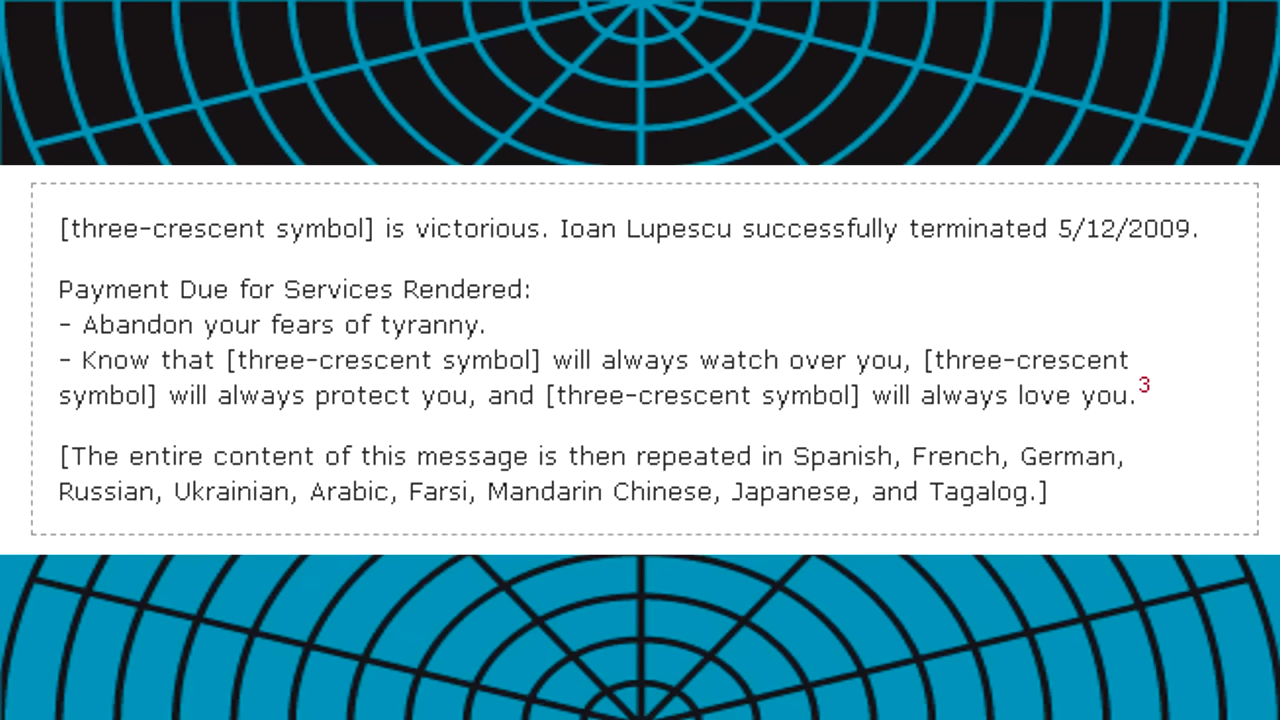 [three-crescent symbol] is victorious. Ioan Lupescu successfully terminated 5/12/2009.
Payment Due for Services Rendered:
– Abandon your fears of tyranny.
– Know that [three-crescent symbol] will always watch over you, [three-crescent
symbol] will always protect you, and [three-crescent symbol] will always love you.3
[The entire content of this message is then repeated in Spanish, French, German,
Russian, Ukrainian, Arabic, Farsi, Mandarin Chinese, Japanese, and Tagalog.]